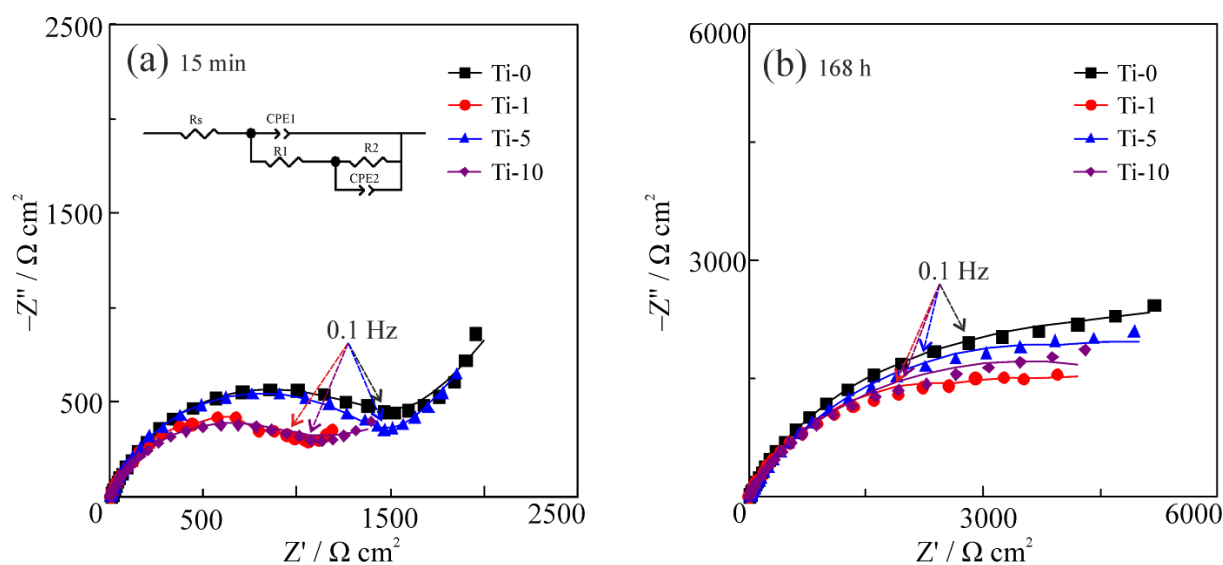 (a) 15 min
2500
1500
500
0
500
1500
2500
–Z" / Ω cm²
Z' / Ω cm²
Ti-0
Ti-1
Ti-5
Ti-10
Rs
CPE1
R1
R2
CPE2
0.1 Hz
(b) 168 h
6000
3000
0
3000
6000
–Z" / Ω cm²
Z' / Ω cm²
Ti-0
Ti-1
Ti-5
Ti-10
0.1 Hz